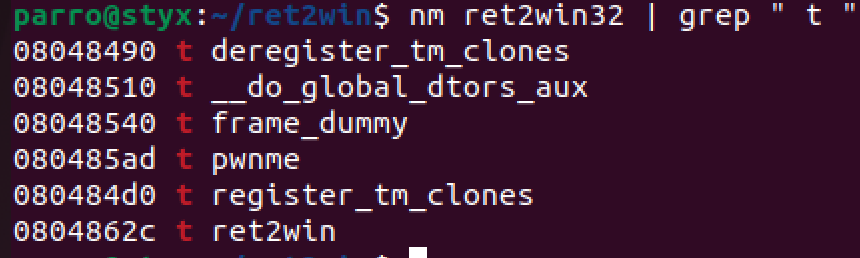 parro@styx:~/ret2win$ nm ret2win32 | grep " t "
08048490 t deregister_tm_clones
08048510 t __do_global_dtors_aux
08048540 t frame_dummy
080485ad t pwnme
080484d0 t register_tm_clones
0804862c t ret2win